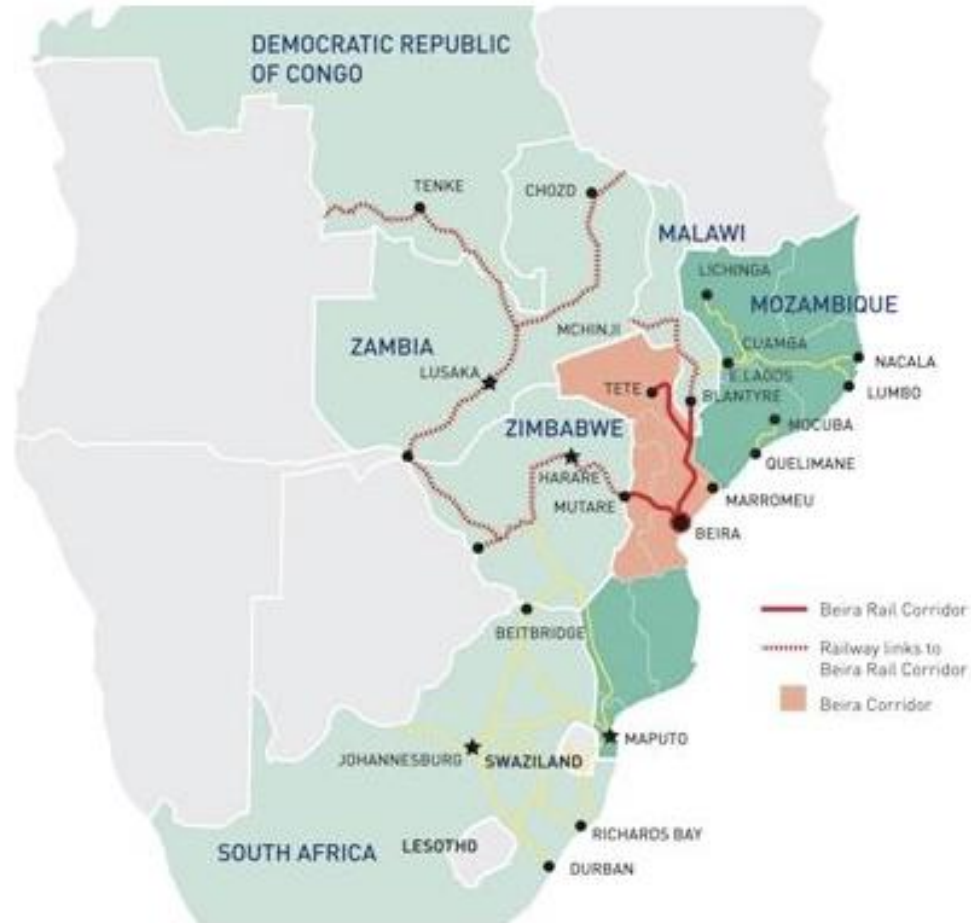 DEMOCRATIC REPUBLIC
OF CONGO
TENKE
CHOZD
MALAWI
LICHINGA
MOZAMBIQUE
MCHINJI
CUAMBA
ZAMBIA
NACALA
LUSAKA
E.LAGOS
TETE
BLANTYRE
LUMBO
MOCUBA
ZIMBABWE
QUELIMANE
HARARE
MUTARE
MARROMEU
BEIRA
Beira Rail Corridor
BEITBRIDGE
Railway links to
Beira Rail Corridor
Beira Corridor
MAPUTO
JOHANNESBURG
SWAZILAND
RICHARDS BAY
SOUTH AFRICA
LESOTHO
DURBAN